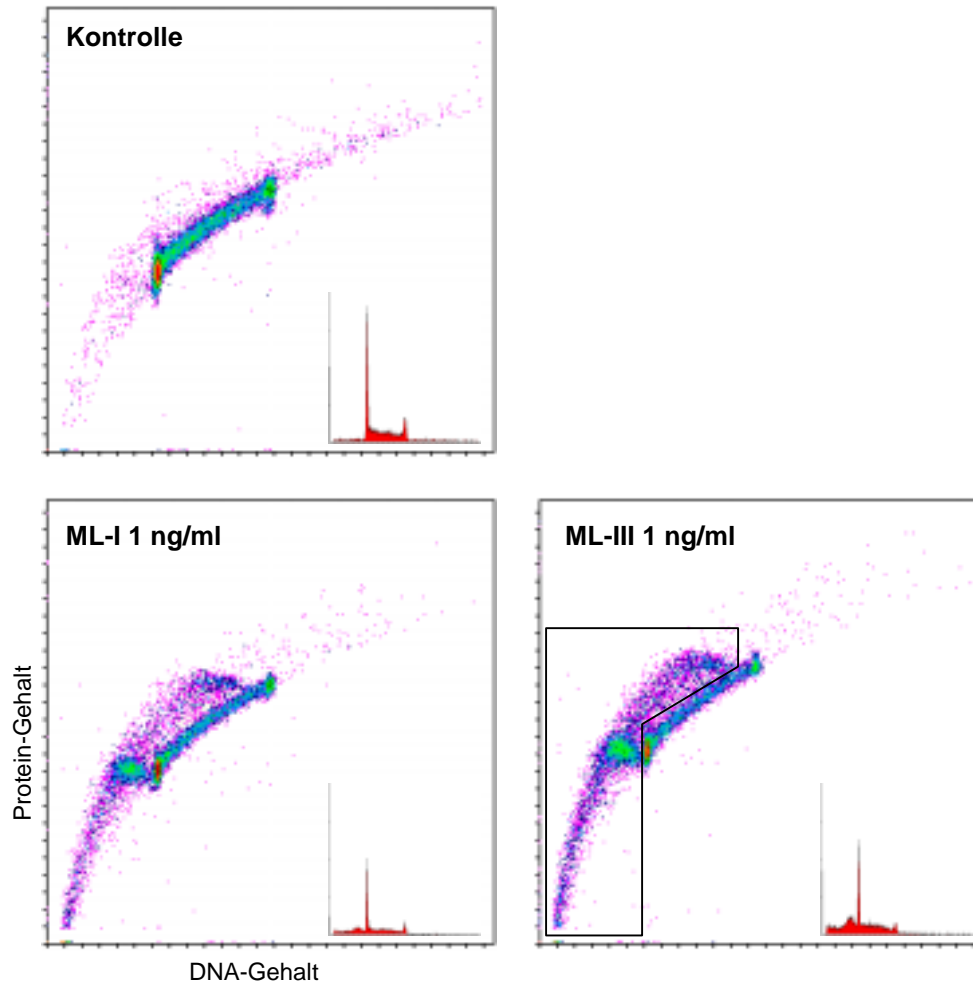 Kontrolle
ML-I 1 ng/ml
ML-III 1 ng/ml
Protein-Gehalt
DNA-Gehalt